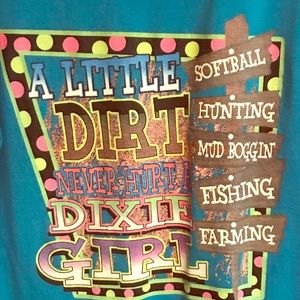 A LITTLE
DIRT
NEVER HURT A
DIXIE
GIRL
SOFTBALL
HUNTING
MUD BOGGIN'
FISHING
FARMING